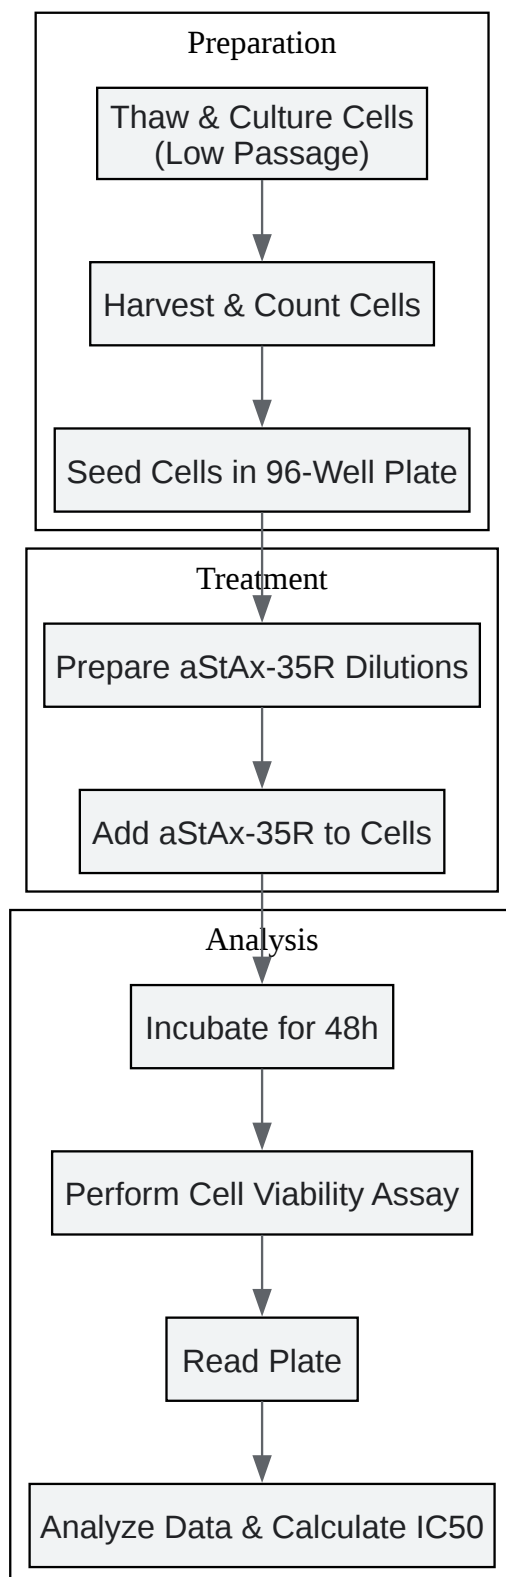 Preparation
Thaw & Culture Cells
(Low Passage)
Harvest & Count Cells
Seed Cells in 96-Well Plate
Treatment
Prepare aStAx-35R Dilutions
Add aStAx-35R to Cells
Analysis
Incubate for 48h
Perform Cell Viability Assay
Read Plate
Analyze Data & Calculate IC50